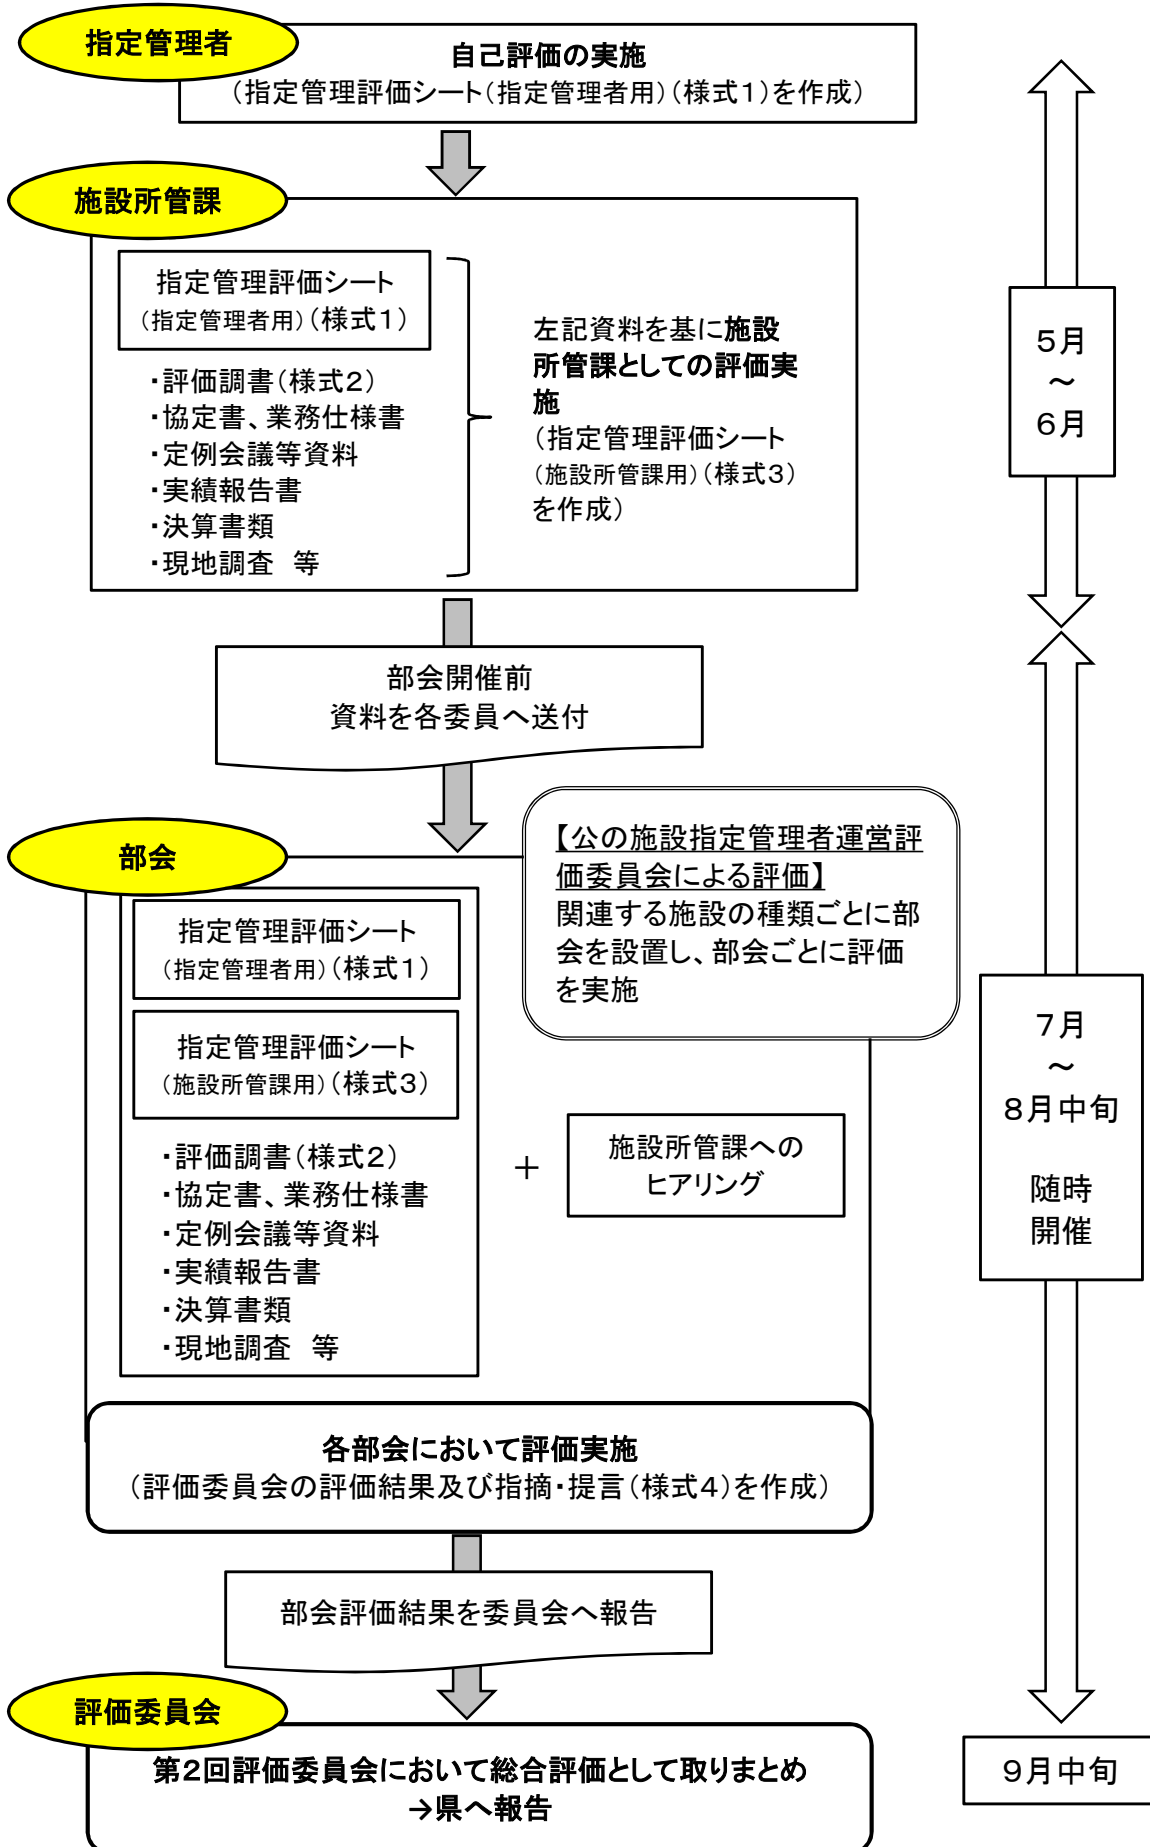 指定管理者
自己評価の実施
（指定管理評価シート（指定管理者用）（様式１）を作成）
施設所管課
指定管理評価シート
（指定管理者用）（様式１）
・評価調書（様式２）
・協定書、業務仕様書
・定例会議等資料
・実績報告書
・決算書類
・現地調査　等
左記資料を基に施設
所管課としての評価実
施
（指定管理評価シート
（施設所管課用）（様式３）
を作成）
５月
～
６月
部会開催前
資料を各委員へ送付
部会
【公の施設指定管理者運営評
価委員会による評価】
関連する施設の種類ごとに部
会を設置し、部会ごとに評価
を実施
指定管理評価シート
（指定管理者用）（様式１）
指定管理評価シート
（施設所管課用）（様式３）
・評価調書（様式２）
・協定書、業務仕様書
・定例会議等資料
・実績報告書
・決算書類
・現地調査　等
＋
施設所管課への
ヒアリング
７月
～
８月中旬
随時
開催
各部会において評価実施
（評価委員会の評価結果及び指摘・提言（様式４）を作成）
部会評価結果を委員会へ報告
評価委員会
第２回評価委員会において総合評価として取りまとめ
→県へ報告
９月中旬